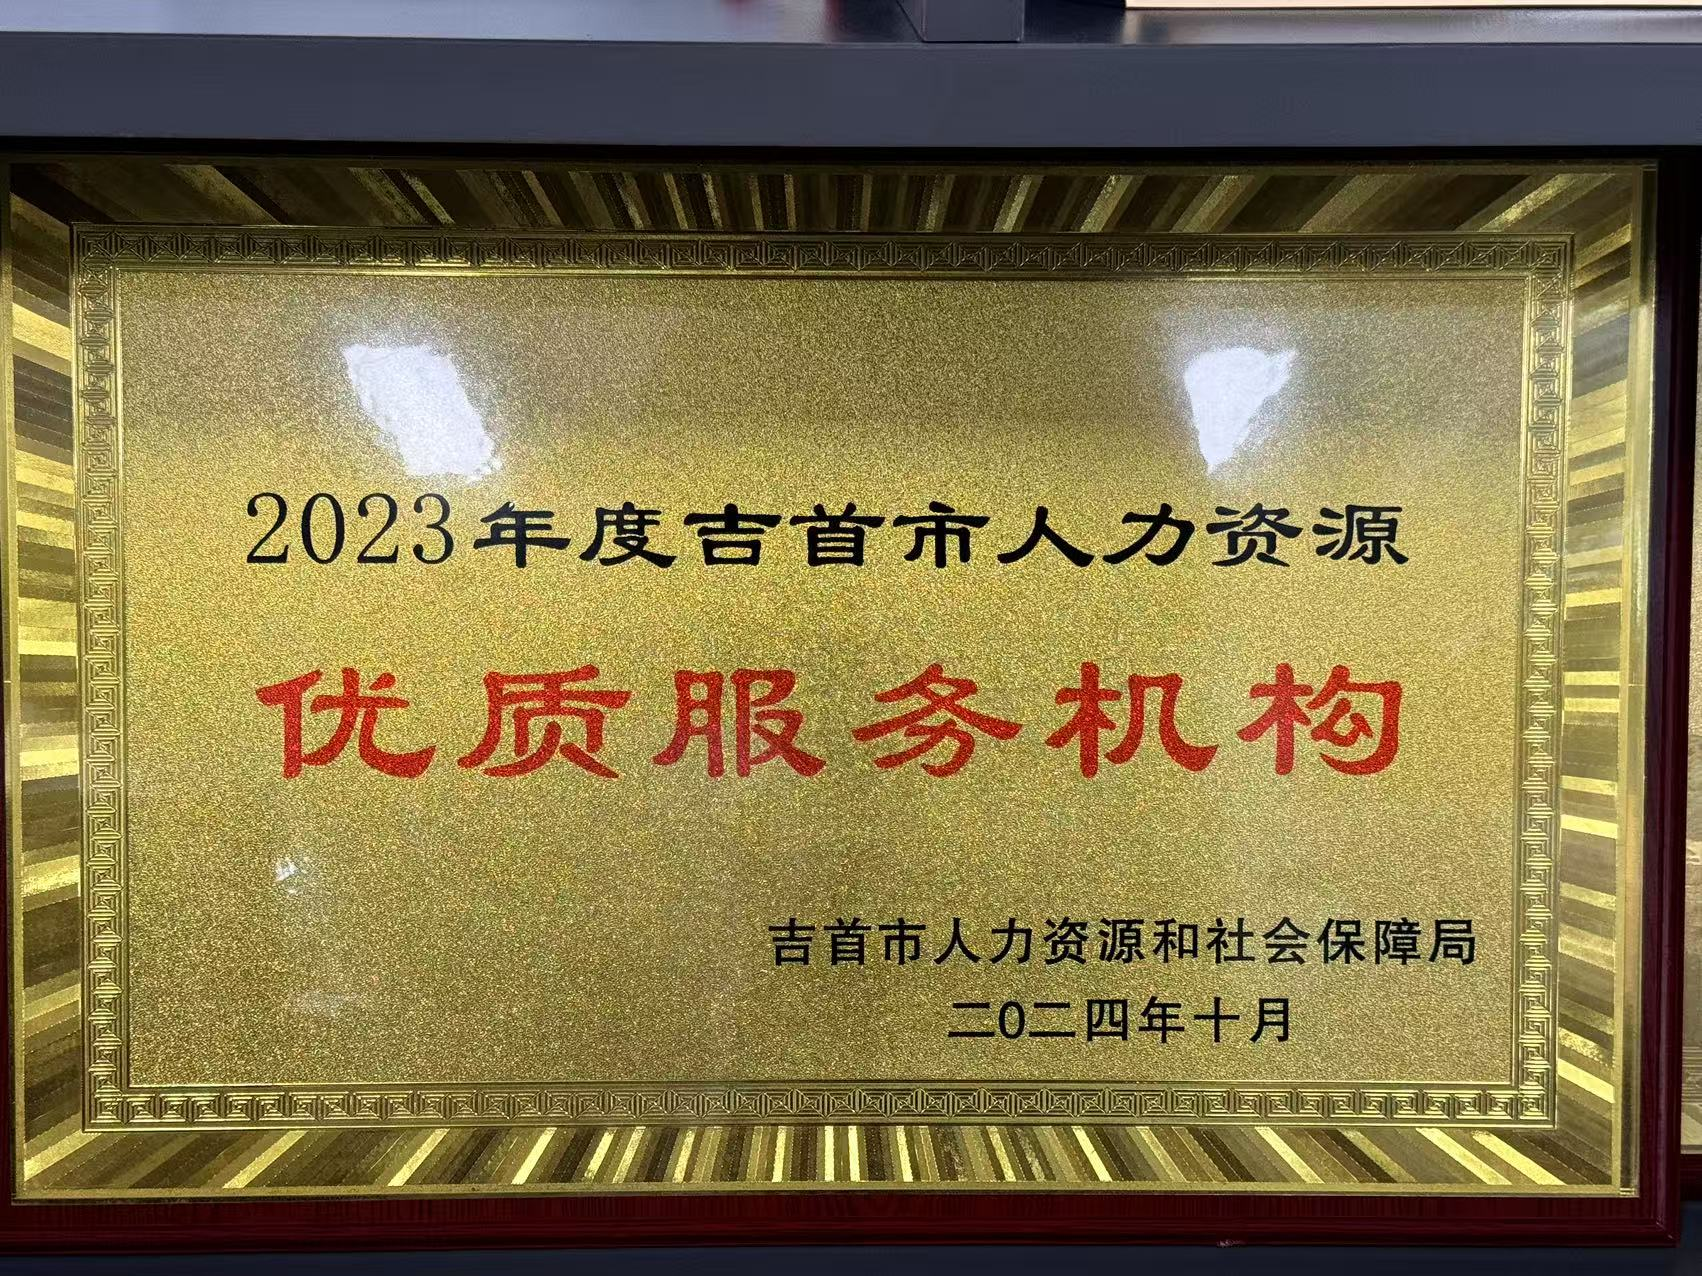 2023年度吉首市人力资源
优质服务机构
吉首市人力资源和社会保障局
二0二四年十月